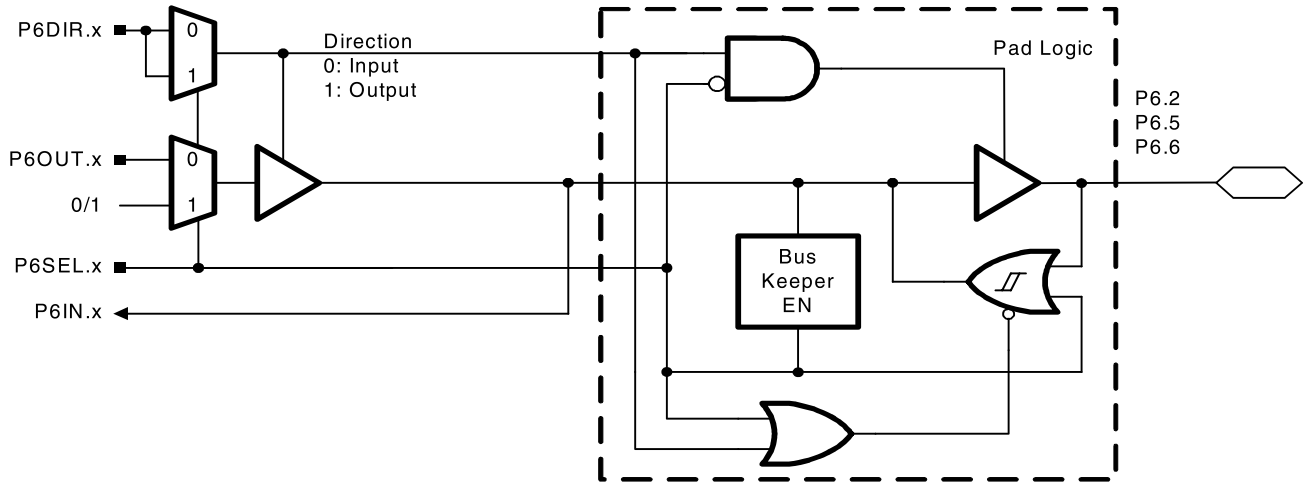 P6DIR.x
0
1
Direction
0: Input
1: Output
Pad Logic
P6.2
P6.5
P6.6
P6OUT.x
0
0/1
1
P6SEL.x
P6IN.x
Bus
Keeper
EN